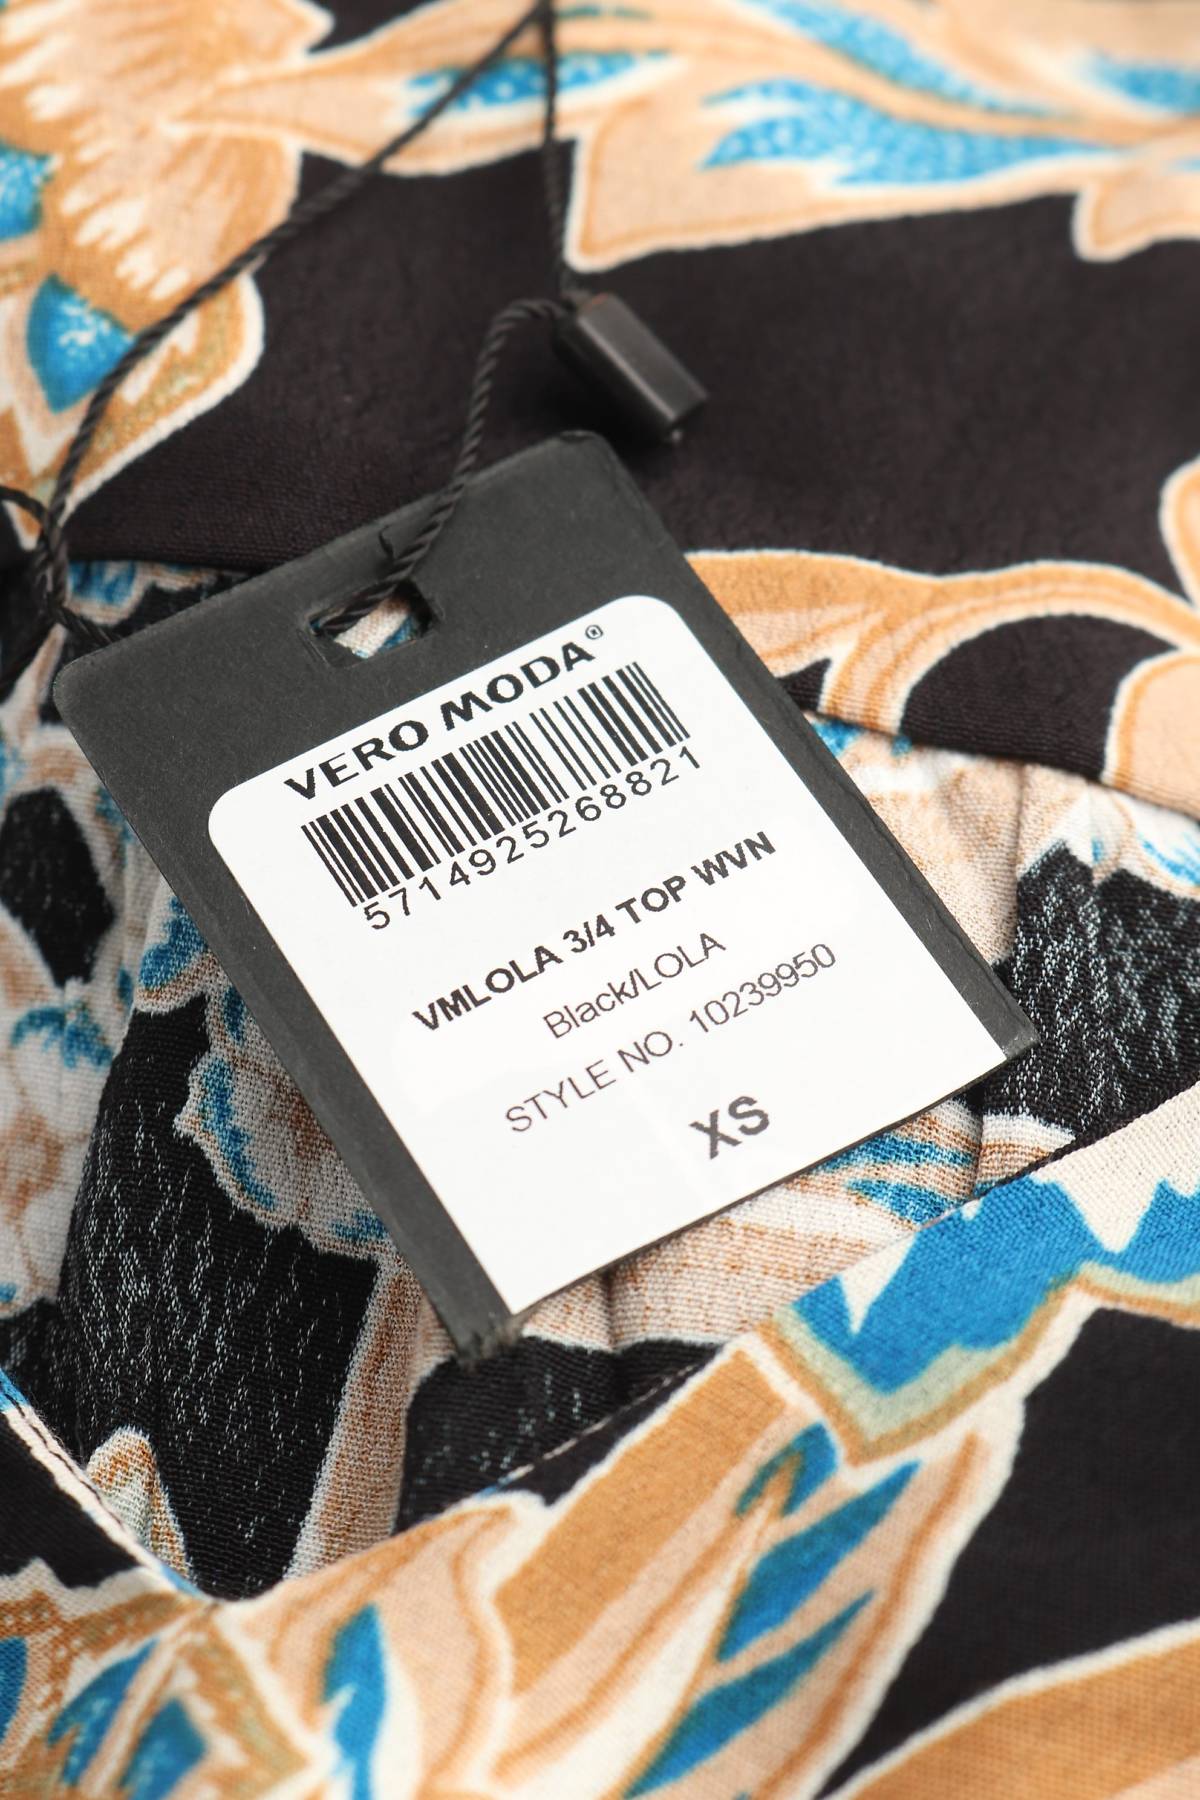 VERO MODA®
5714925268821
VMLOLA 3/4 TOP WVN
Black/LOLA
STYLE NO. 10239950
XS